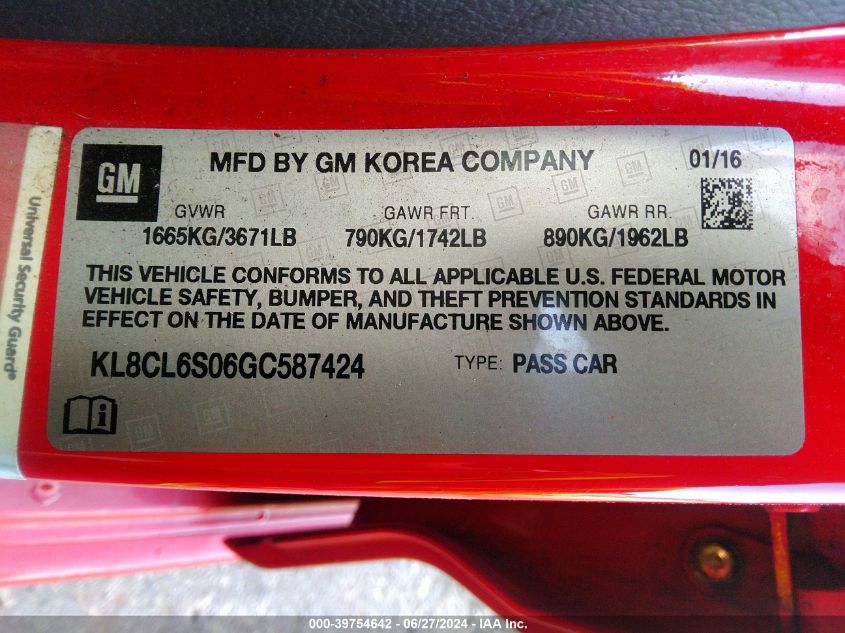 GM
MFD BY GM KOREA COMPANY 01/16
GVWR GAWR FRT. GAWR RR.
1665KG/3671LB 790KG/1742LB 890KG/1962LB
THIS VEHICLE CONFORMS TO ALL APPLICABLE U.S. FEDERAL MOTOR
VEHICLE SAFETY, BUMPER, AND THEFT PREVENTION STANDARDS IN
EFFECT ON THE DATE OF MANUFACTURE SHOWN ABOVE.
KL8CL6S06GC587424 TYPE: PASS CAR
Universal Security Guard®
000-39754642 - 06/27/2024 - IAA Inc.